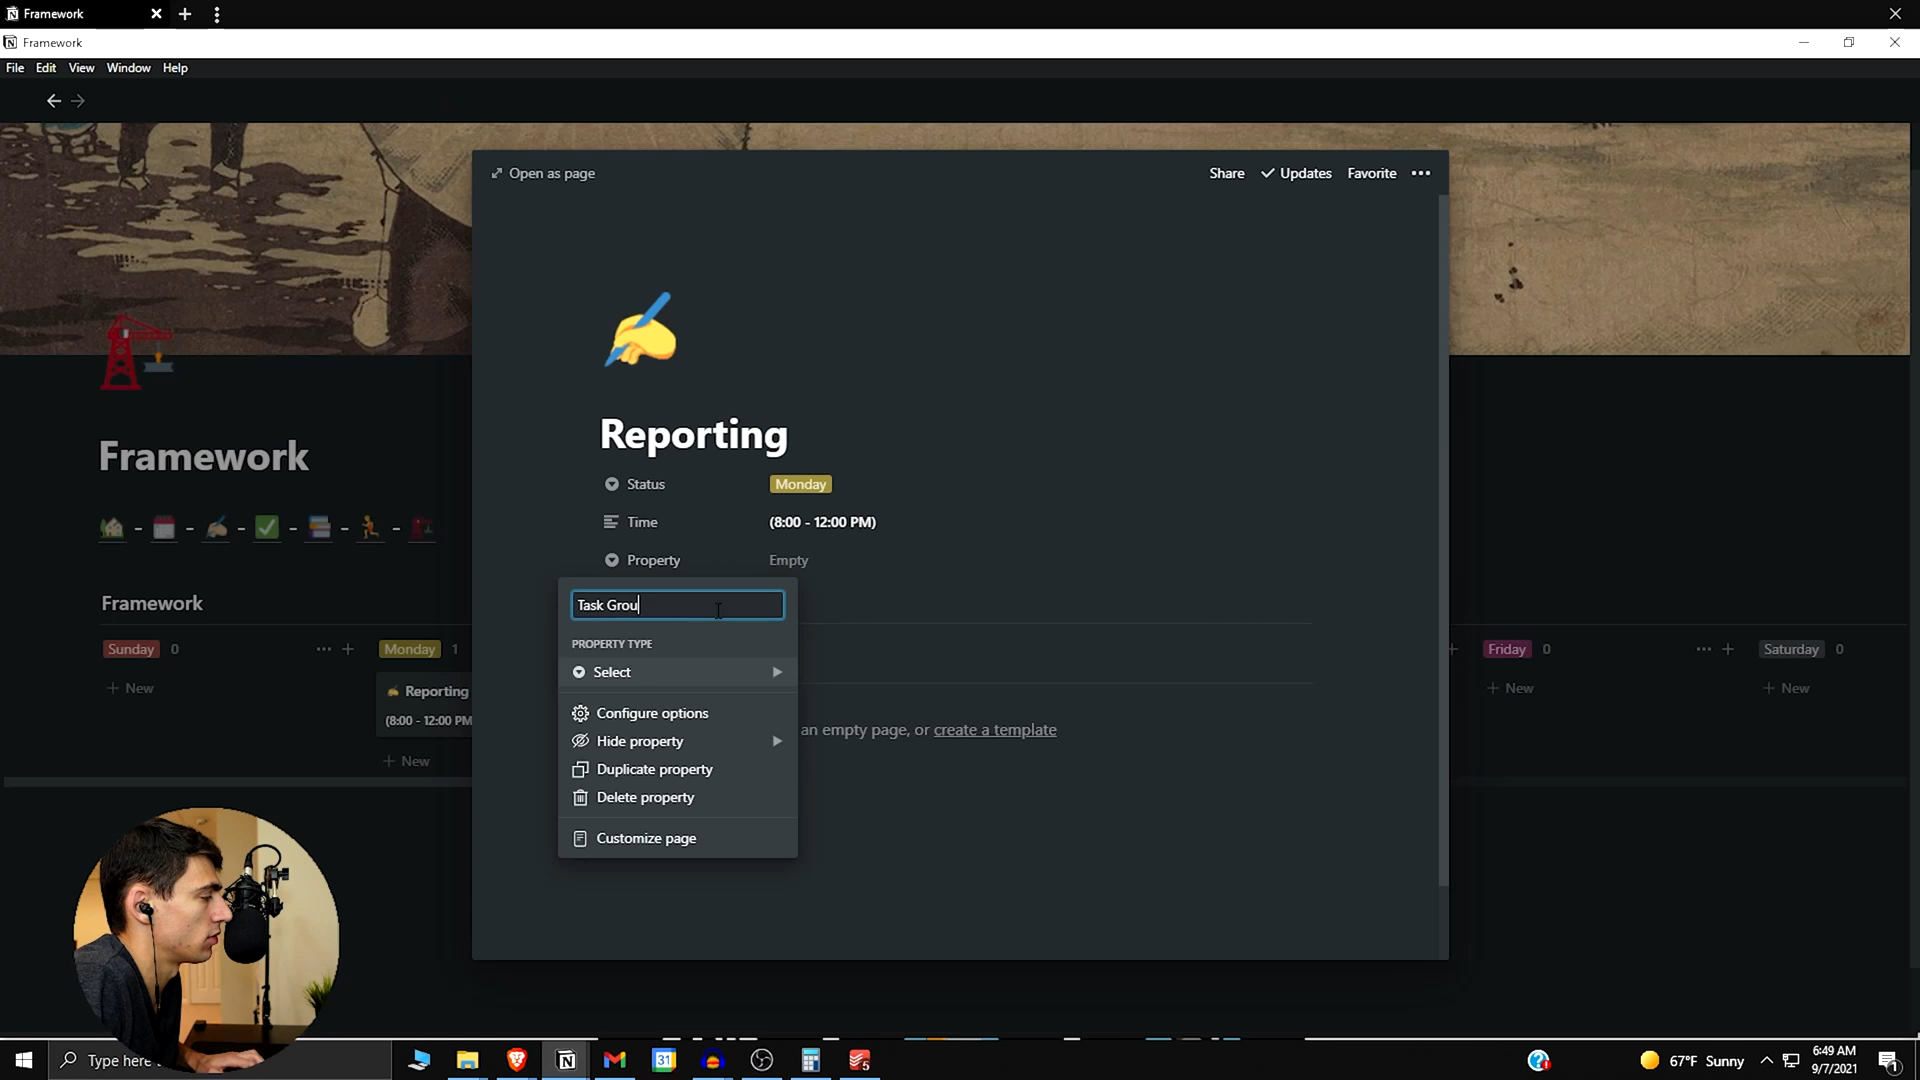 Framework
Framework
File Edit View Window Help
Open as page
Share Updates Favorite
Reporting
Status Monday
Time (8:00 - 12:00 PM)
Property Empty
Task Grou
PROPERTY TYPE
Select
Configure options
Hide property
Duplicate property
Delete property
Customize page
an empty page, or create a template
Framework
Framework
Sunday 0
Monday 1
Friday 0
Saturday 0
+ New
Reporting
(8:00 - 12:00 PM
+ New
+ New
+ New
Type here
31
5
67°F Sunny
6:49 AM
9/7/2021
1